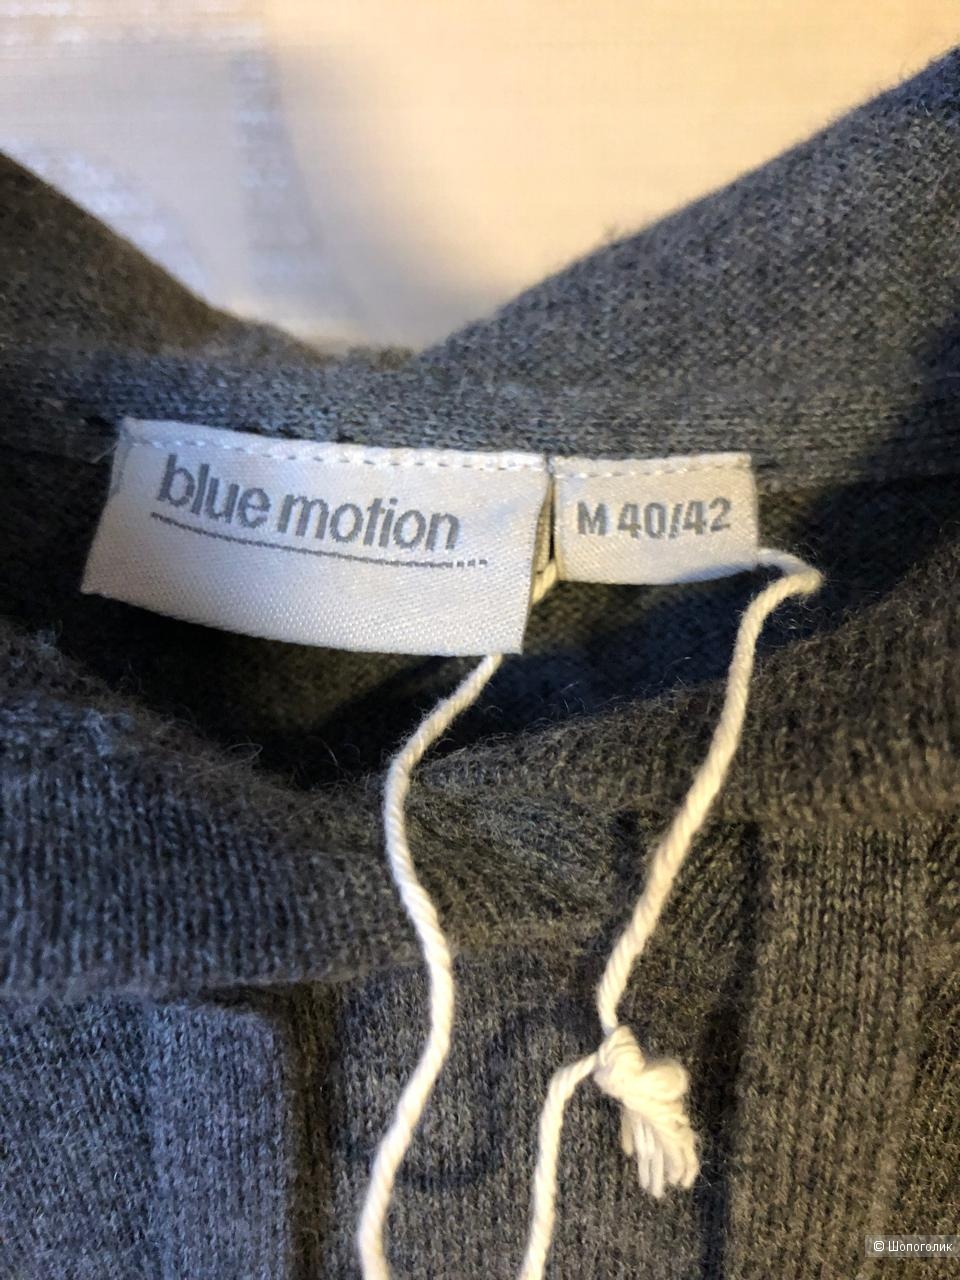 blue motion
M 40/42
© Шопоголик